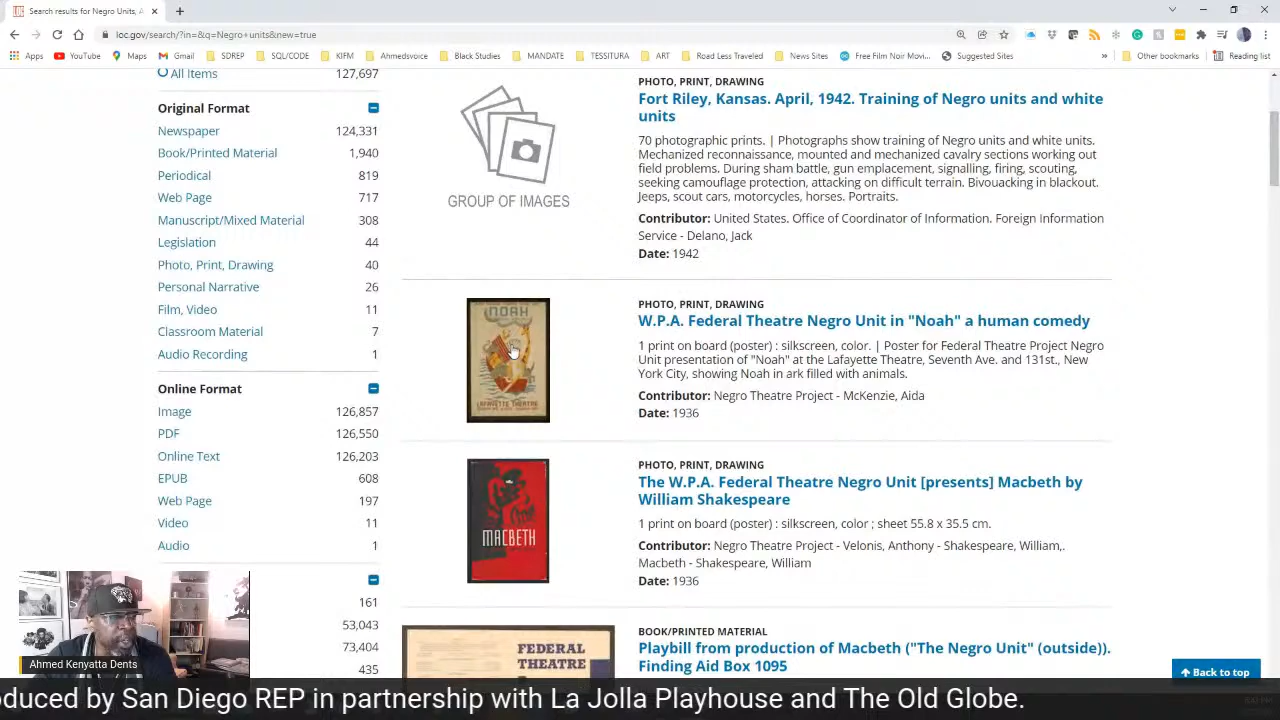 Search results for Negro Units, A
loc.gov/search/?in=&q=Negro+units&new=true
Apps
YouTube
Maps
Gmail
SDREP
SQL/CODE
KIFM
Ahmedsvoice
Black Studies
MANDATE
TESSITURA
ART
Road Less Traveled
News Sites
Free Film Noir Movi...
Suggested Sites
»
Other bookmarks
Reading list
All Items 127,697
Original Format
Newspaper 124,331
Book/Printed Material 1,940
Periodical 819
Web Page 717
Manuscript/Mixed Material 308
Legislation 44
Photo, Print, Drawing 40
Personal Narrative 26
Film, Video 11
Classroom Material 7
Audio Recording 1
Online Format
Image 126,857
PDF 126,550
Online Text 126,203
EPUB 608
Web Page 197
Video 11
Audio 1
161
53,043
73,404
435
GROUP OF IMAGES
PHOTO, PRINT, DRAWING
Fort Riley, Kansas. April, 1942. Training of Negro units and white
units
70 photographic prints. | Photographs show training of Negro units and white units.
Mechanized reconnaissance, mounted and mechanized cavalry sections working out
field problems. During sham battle, gun emplacement, signalling, firing, scouting,
seeking camouflage protection, attacking on difficult terrain. Bivouacking in blackout.
Jeeps, scout cars, motorcycles, horses. Portraits.
Contributor: United States. Office of Coordinator of Information. Foreign Information
Service - Delano, Jack
Date: 1942
NOAH
LAFAYETTE THEATRE
PHOTO, PRINT, DRAWING
W.P.A. Federal Theatre Negro Unit in "Noah" a human comedy
1 print on board (poster) : silkscreen, color. | Poster for Federal Theatre Project Negro
Unit presentation of "Noah" at the Lafayette Theatre, Seventh Ave. and 131st., New
York City, showing Noah in ark filled with animals.
Contributor: Negro Theatre Project - McKenzie, Aida
Date: 1936
MACBETH
PHOTO, PRINT, DRAWING
The W.P.A. Federal Theatre Negro Unit [presents] Macbeth by
William Shakespeare
1 print on board (poster) : silkscreen, color ; sheet 55.8 x 35.5 cm.
Contributor: Negro Theatre Project - Velonis, Anthony - Shakespeare, William,.
Macbeth - Shakespeare, William
Date: 1936
FEDERAL
THEATRE
BOOK/PRINTED MATERIAL
Playbill from production of Macbeth ("The Negro Unit" (outside)).
Finding Aid Box 1095
Back to top
Ahmed Kenyatta Dents
oduced by San Diego REP in partnership with La Jolla Playhouse and The Old Globe.